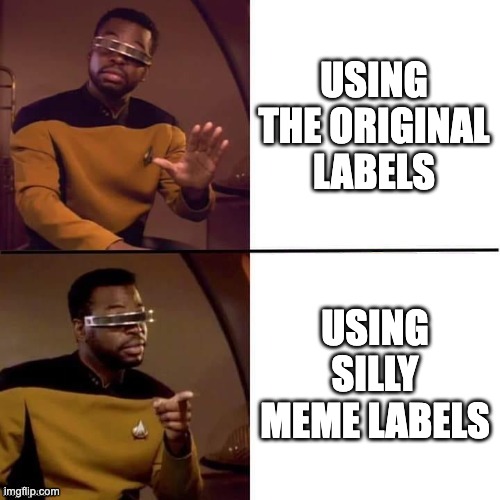 USING
THE ORIGINAL
LABELS
USING
SILLY
MEME LABELS
imgflip.com